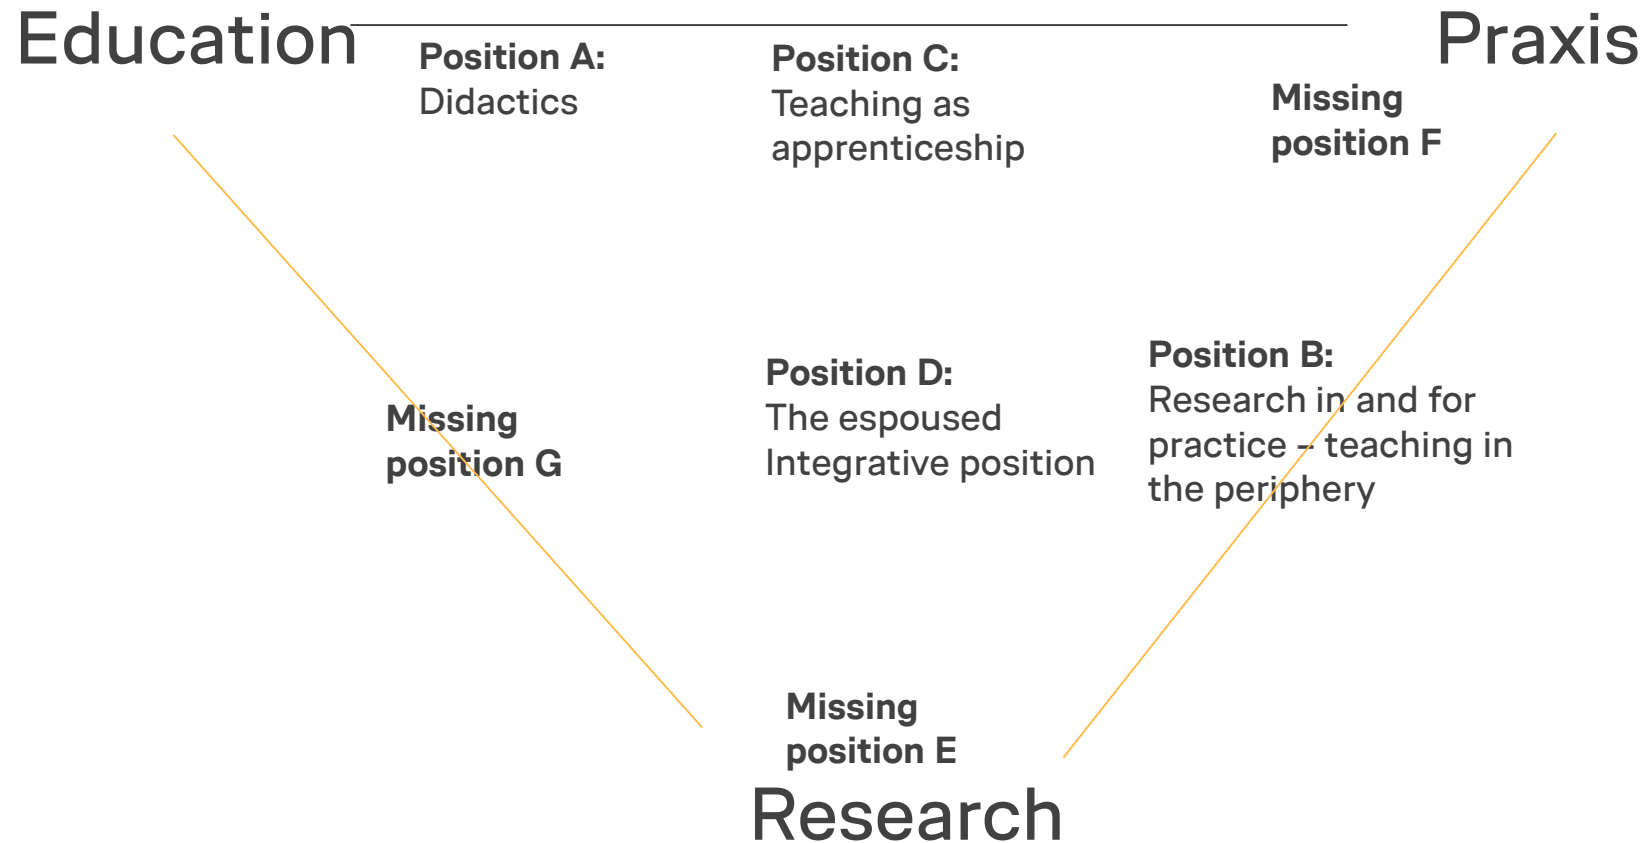 Education
Praxis
Position A:
Didactics
Position C:
Teaching as
apprenticeship
Missing
position F
Missing
position G
Position D:
The espoused
Integrative position
Position B:
Research in and for
practice – teaching in
the periphery
Missing
position E
Research